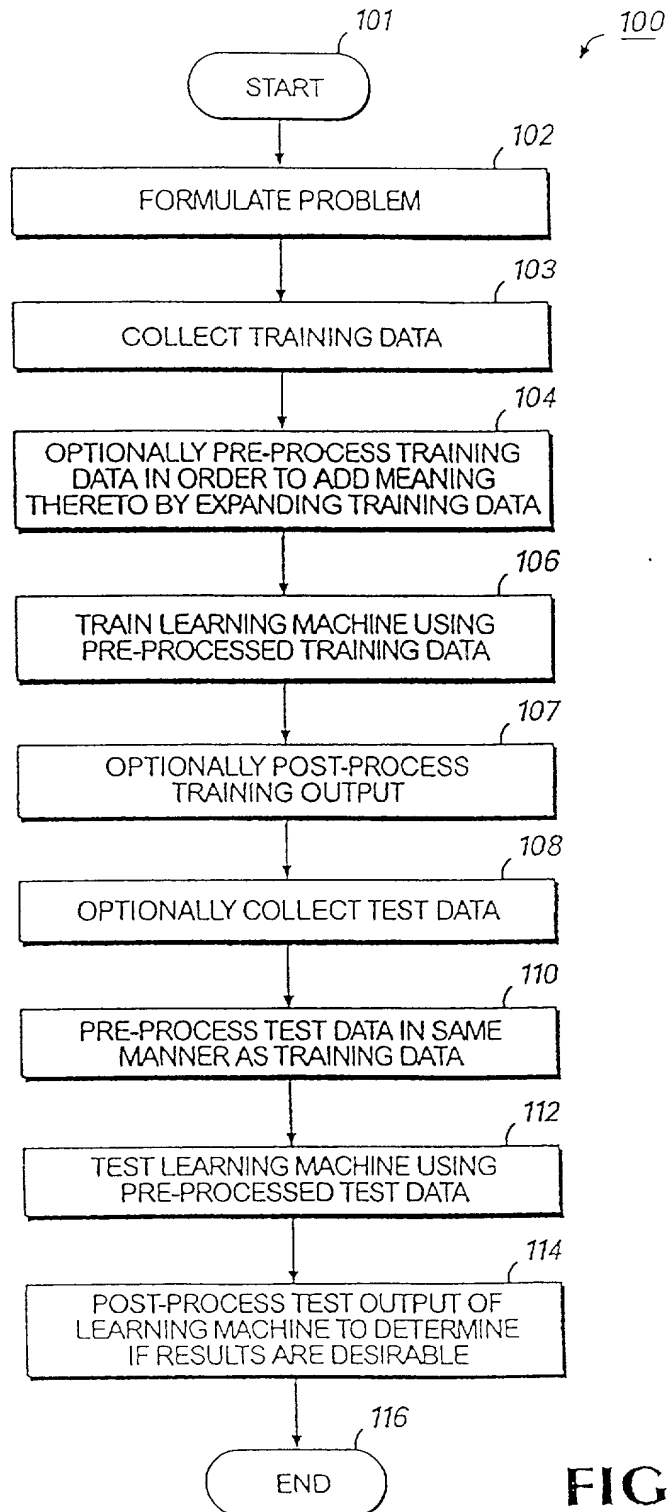 100
101
START
102
FORMULATE PROBLEM
103
COLLECT TRAINING DATA
104
OPTIONALLY PRE-PROCESS TRAINING
DATA IN ORDER TO ADD MEANING
THERETO BY EXPANDING TRAINING DATA
106
TRAIN LEARNING MACHINE USING
PRE-PROCESSED TRAINING DATA
107
OPTIONALLY POST-PROCESS
TRAINING OUTPUT
108
OPTIONALLY COLLECT TEST DATA
110
PRE-PROCESS TEST DATA IN SAME
MANNER AS TRAINING DATA
112
TEST LEARNING MACHINE USING
PRE-PROCESSED TEST DATA
114
POST-PROCESS TEST OUTPUT OF
LEARNING MACHINE TO DETERMINE
IF RESULTS ARE DESIRABLE
116
END
FIG